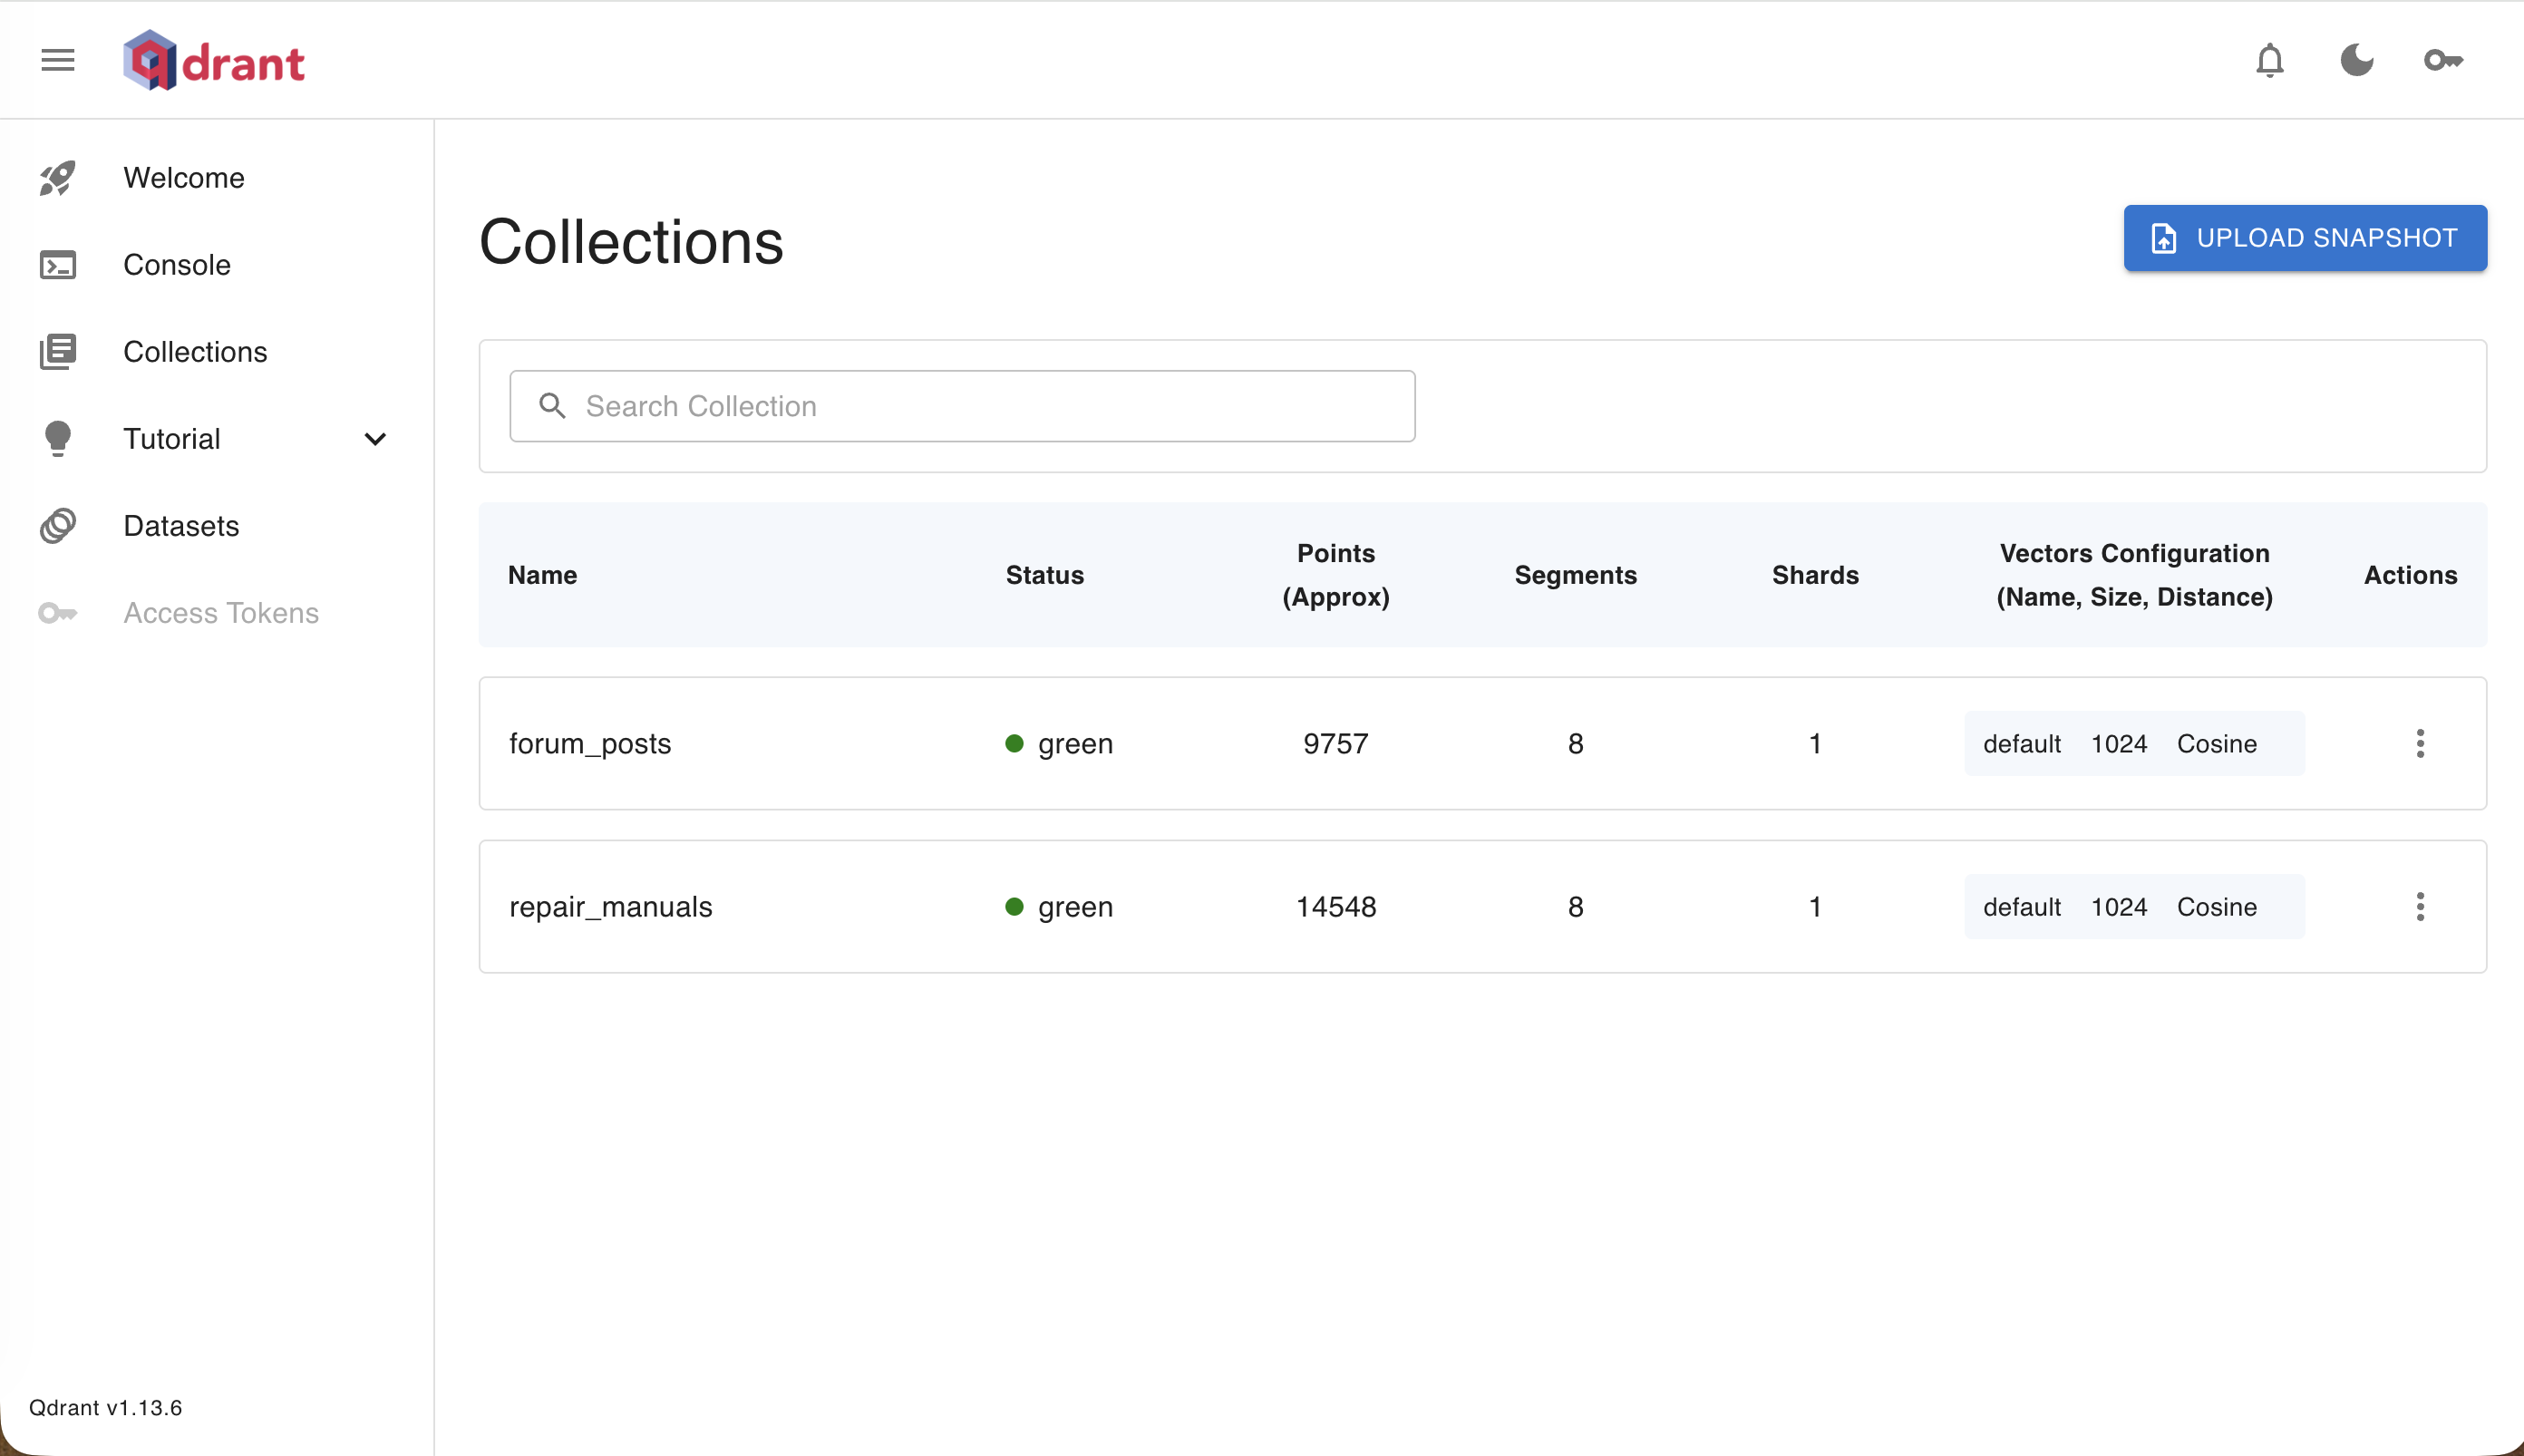 qdrant
Welcome
Console
Collections
Tutorial
Datasets
Access Tokens
Qdrant v1.13.6
Collections
UPLOAD SNAPSHOT
Search Collection
Name Status Points (Approx) Segments Shards Vectors Configuration (Name, Size, Distance) Actions
forum_posts green 9757 8 1 default 1024 Cosine
repair_manuals green 14548 8 1 default 1024 Cosine